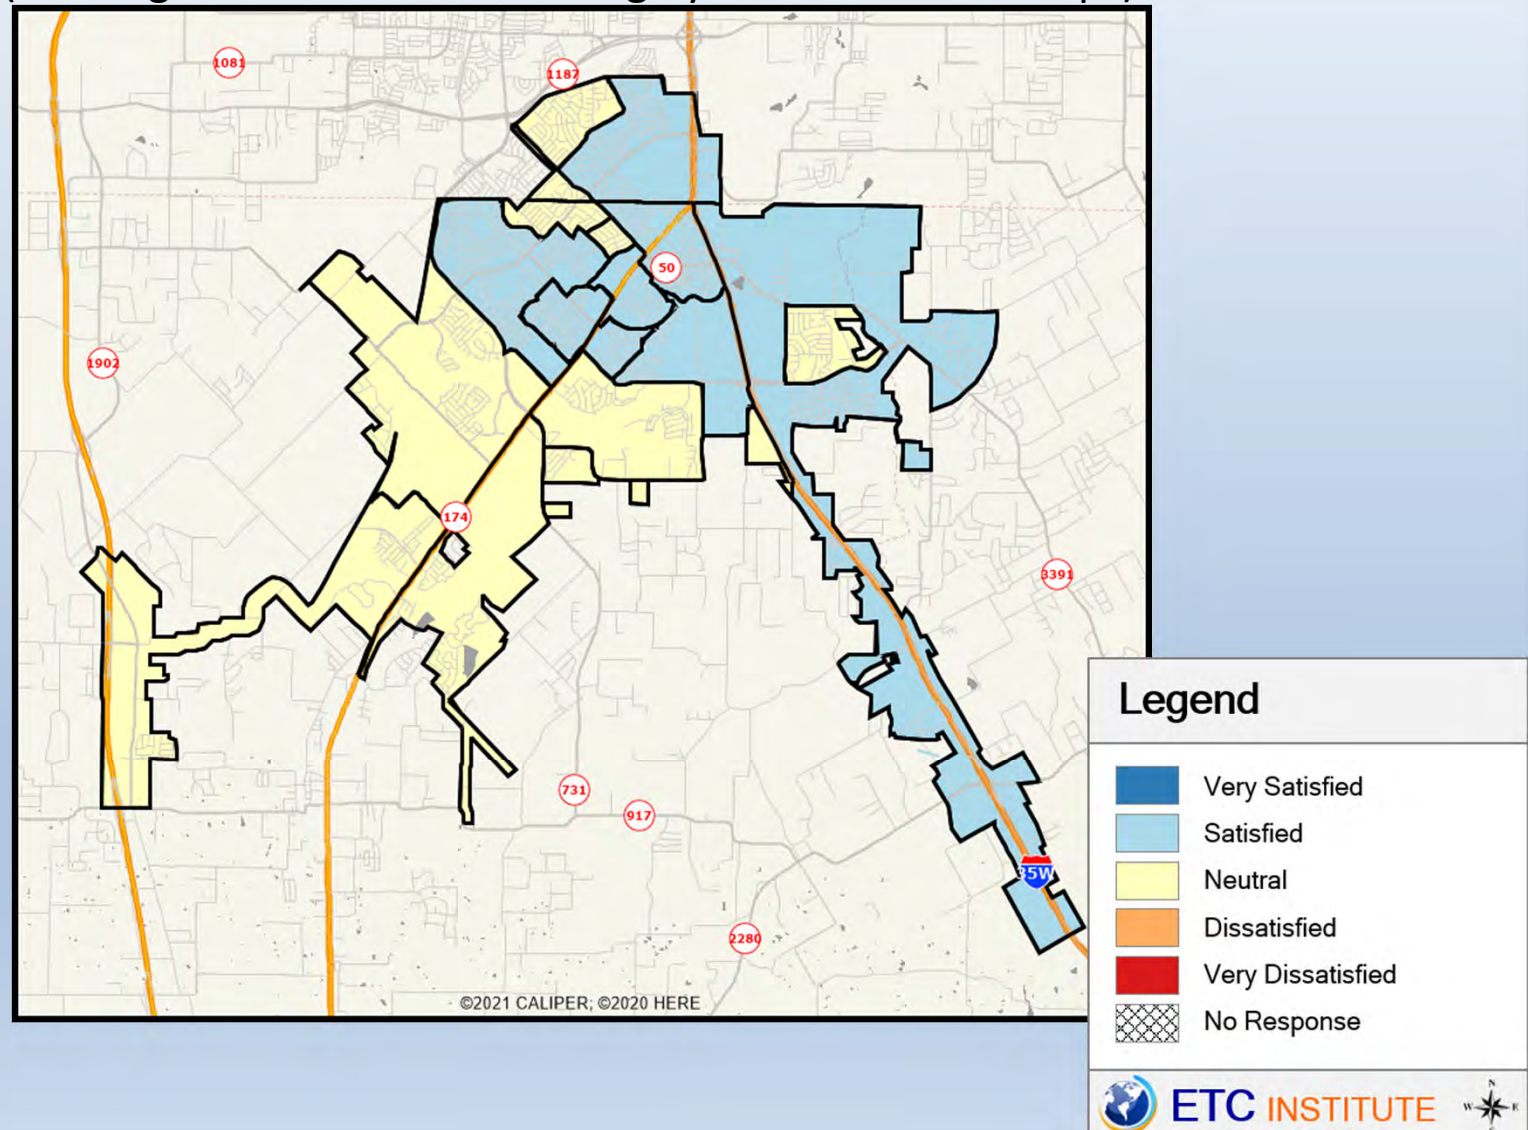 1081
1187
50
1902
174
3391
731
917
2280
35W
©2021 CALIPER; ©2020 HERE
Legend
Very Satisfied
Satisfied
Neutral
Dissatisfied
Very Dissatisfied
No Response
ETC INSTITUTE
N
W E